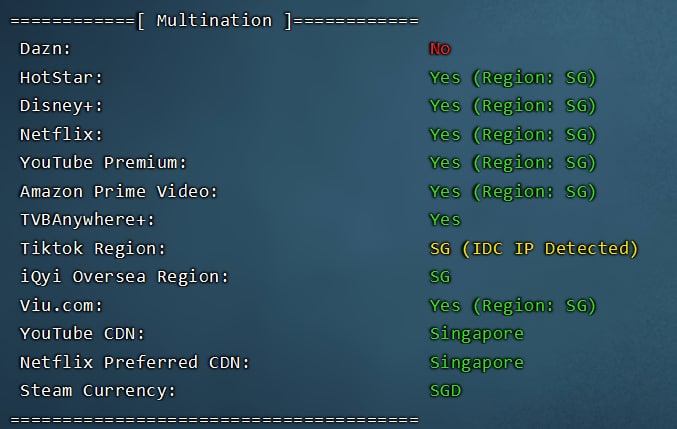 ============[ Multination ]============
Dazn: No
HotStar: Yes (Region: SG)
Disney+: Yes (Region: SG)
Netflix: Yes (Region: SG)
YouTube Premium: Yes (Region: SG)
Amazon Prime Video: Yes (Region: SG)
TVBAnywhere+: Yes
Tiktok Region: SG (IDC IP Detected)
iQyi Oversea Region: SG
Viu.com: Yes (Region: SG)
YouTube CDN: Singapore
Netflix Preferred CDN: Singapore
Steam Currency: SGD
=======================================